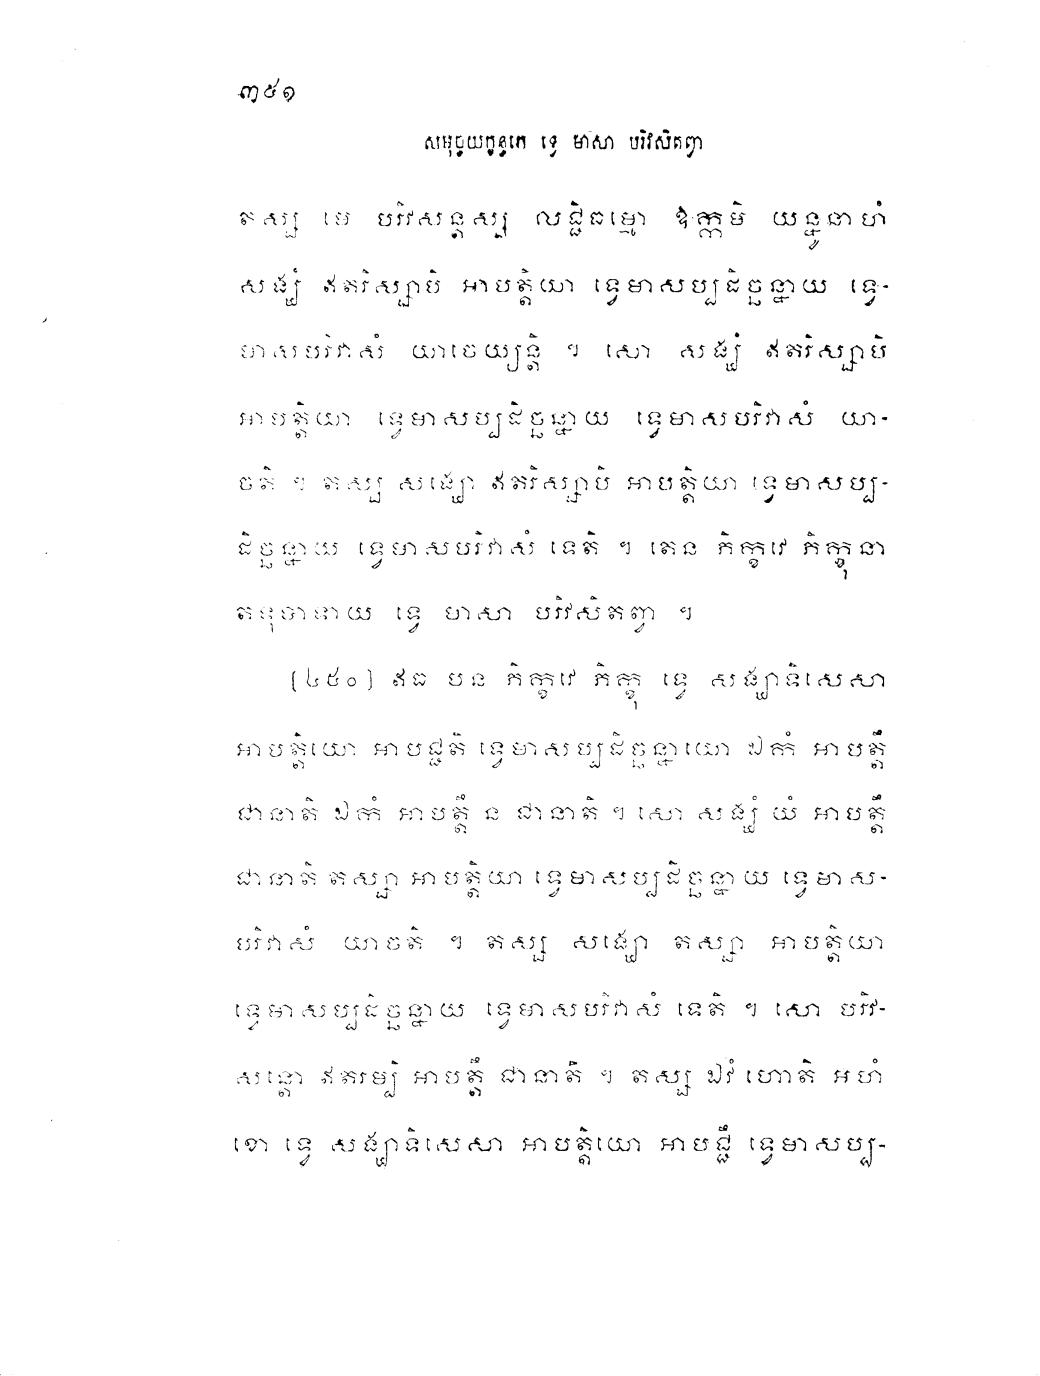 ៣៥១
សមុច្ចយក្ខន្ធកេ ទ្វេ មាសា បរិវសិតព្វា
តស្ស មេ បរិវសន្តស្ស លជ្ជិធម្មោ ឱក្កមិ យន្នូនាហំ
សង្ឃំ ឥតរិស្សាបិ អាបត្តិយា ទ្វេមាសប្បដិច្ឆន្នាយ ទ្វេ-
មាសបរិវាសំ យាចេយ្យន្តិ ។ សោ សង្ឃំ ឥតរិស្សាបិ
អាបត្តិយា ទ្វេមាសប្បដិច្ឆន្នាយ ទ្វេមាសបរិវាសំ យា-
ចតិ ។ តស្ស សង្ឃោ ឥតរិស្សាបិ អាបត្តិយា ទ្វេមាសប្ប-
ដិច្ឆន្នាយ ទ្វេមាសបរិវាសំ ទេតិ ។ តេន ភិក្ខវេ ភិក្ខុនា
តទុបាទាយ ទ្វេ មាសា បរិវសិតព្វា ។
[៤៥០] ឥធ បន ភិក្ខវេ ភិក្ខុ ទ្វេ សង្ឃាទិសេសា
អាបត្តិយោ អាបជ្ជតិ ទ្វេមាសប្បដិច្ឆន្នាយោ ឯកំ អាបត្តឹ
ជានាតិ ឯកំ អាបត្តឹ ន ជានាតិ ។ សោ សង្ឃំ យំ អាបត្តឹ
ជានាតិ តស្សា អាបត្តិយា ទ្វេមាសប្បដិច្ឆន្នាយ ទ្វេមាស-
បរិវាសំ យាចតិ ។ តស្ស សង្ឃោ តស្សា អាបត្តិយា
ទ្វេមាសប្បដិច្ឆន្នាយ ទ្វេមាសបរិវាសំ ទេតិ ។ សោ បរិវ-
សន្តោ ឥតរម្បិ អាបត្តឹ ជានាតិ ។ តស្ស ឯវំ ហោតិ អហំ
ខោ ទ្វេ សង្ឃាទិសេសា អាបត្តិយោ អាបជ្ជឹ ទ្វេមាសប្ប-